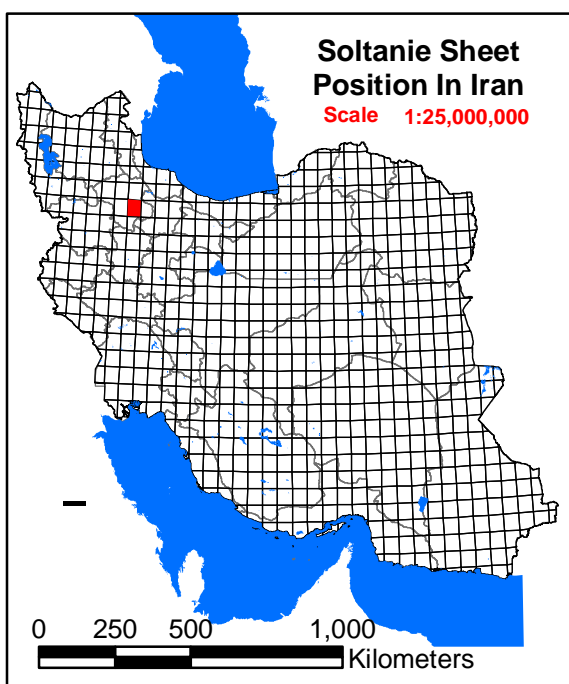 Soltanie Sheet
Position In Iran
Scale 1:25,000,000
0 250 500 1,000
Kilometers